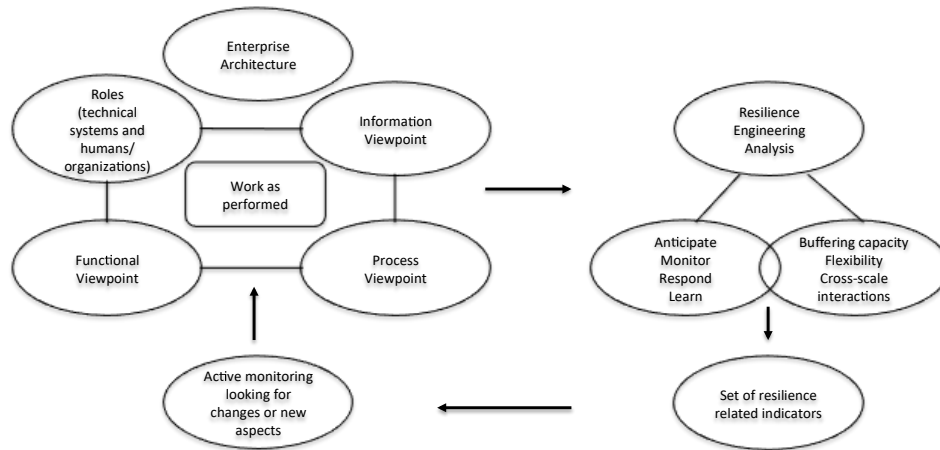 Enterprise
Architecture
Roles
(technical
systems and
humans/
organizations)
Information
Viewpoint
Work as
performed
Functional
Viewpoint
Process
Viewpoint
Resilience
Engineering
Analysis
Anticipate
Monitor
Respond
Learn
Buffering capacity
Flexibility
Cross-scale
interactions
Active monitoring
looking for
changes or new
aspects
Set of resilience
related indicators